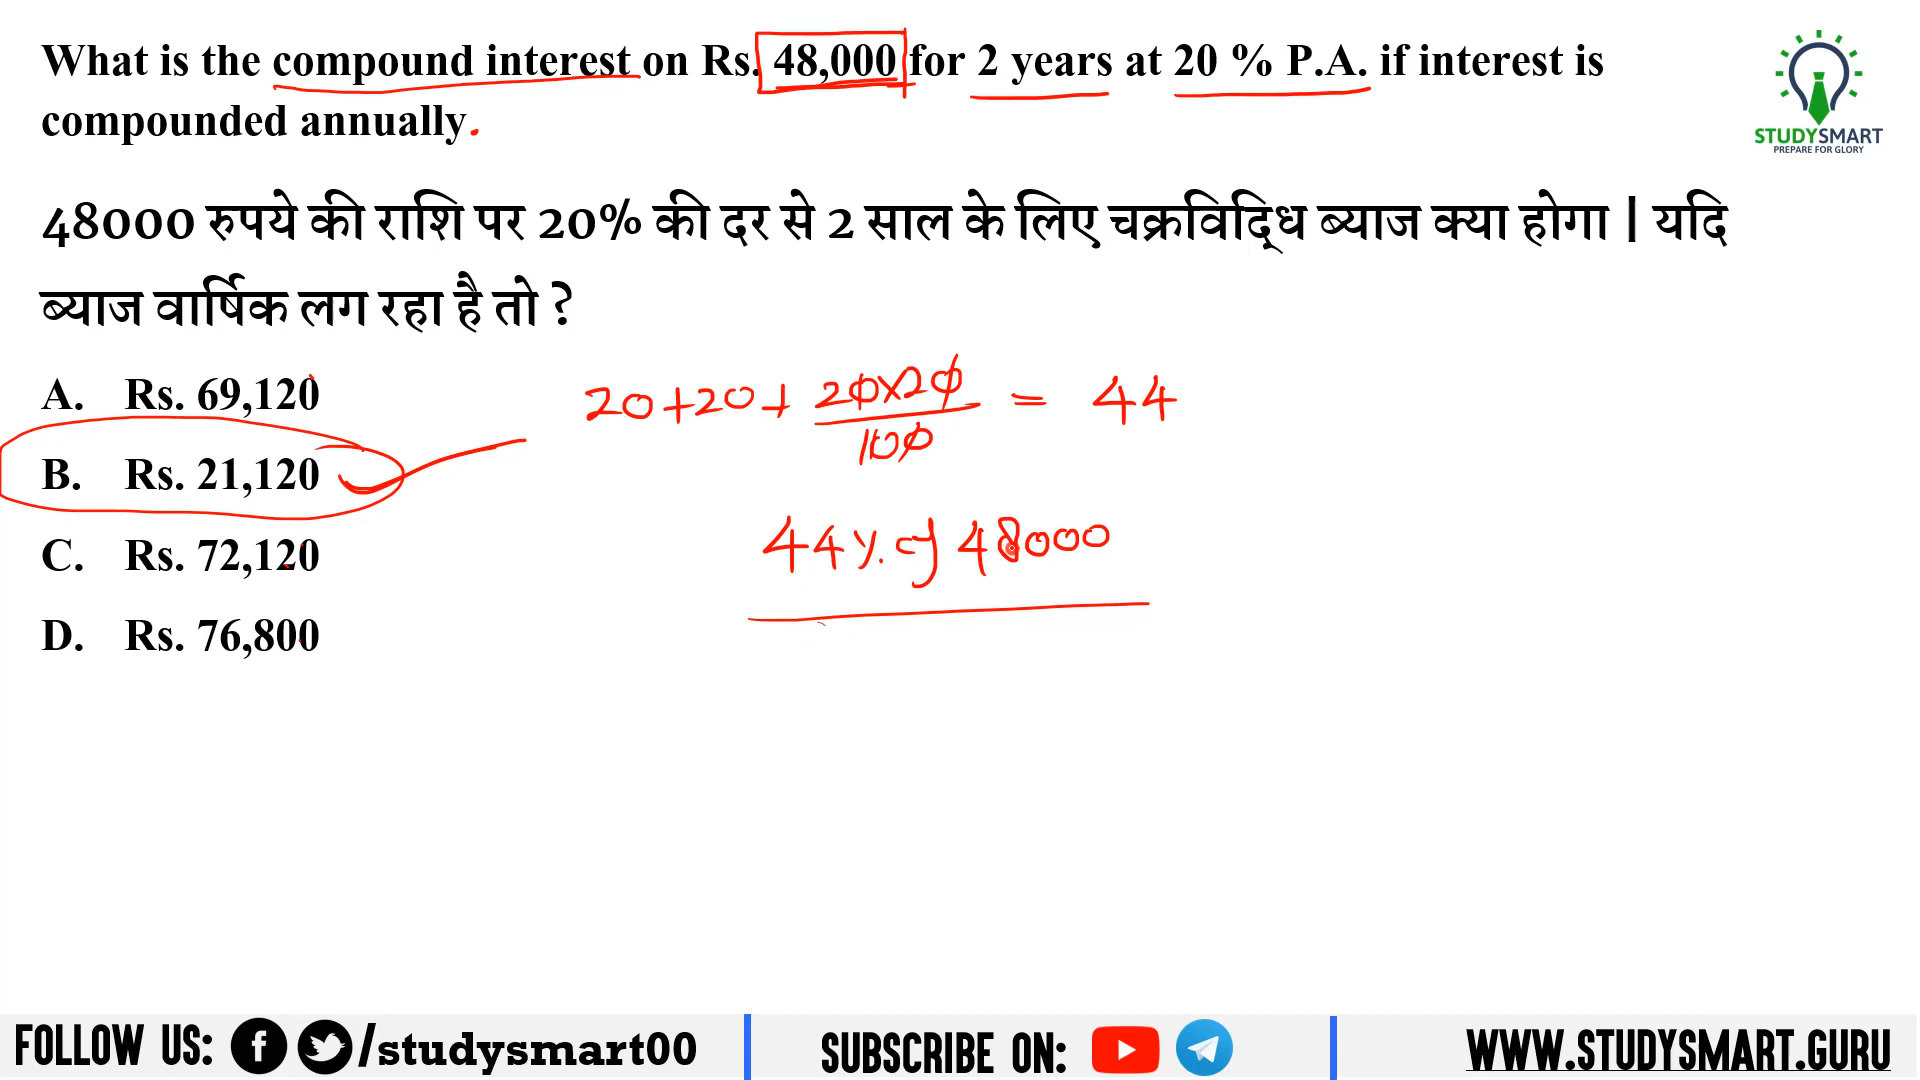 What is the compound interest on Rs. 48,000 for 2 years at 20 % P.A. if interest is
compounded annually.
STUDYSMART
PREPARE FOR GLORY
48000 रुपये की राशि पर 20% की दर से 2 साल के लिए चक्रविद्धि ब्याज क्या होगा | यदि
ब्याज वार्षिक लग रहा है तो ?
A. Rs. 69,120
B. Rs. 21,120
C. Rs. 72,120
D. Rs. 76,800
20+20+ 20×20/100 = 44
44% of 48000
FOLLOW US: /studysmart00
SUBSCRIBE ON:
WWW.STUDYSMART.GURU